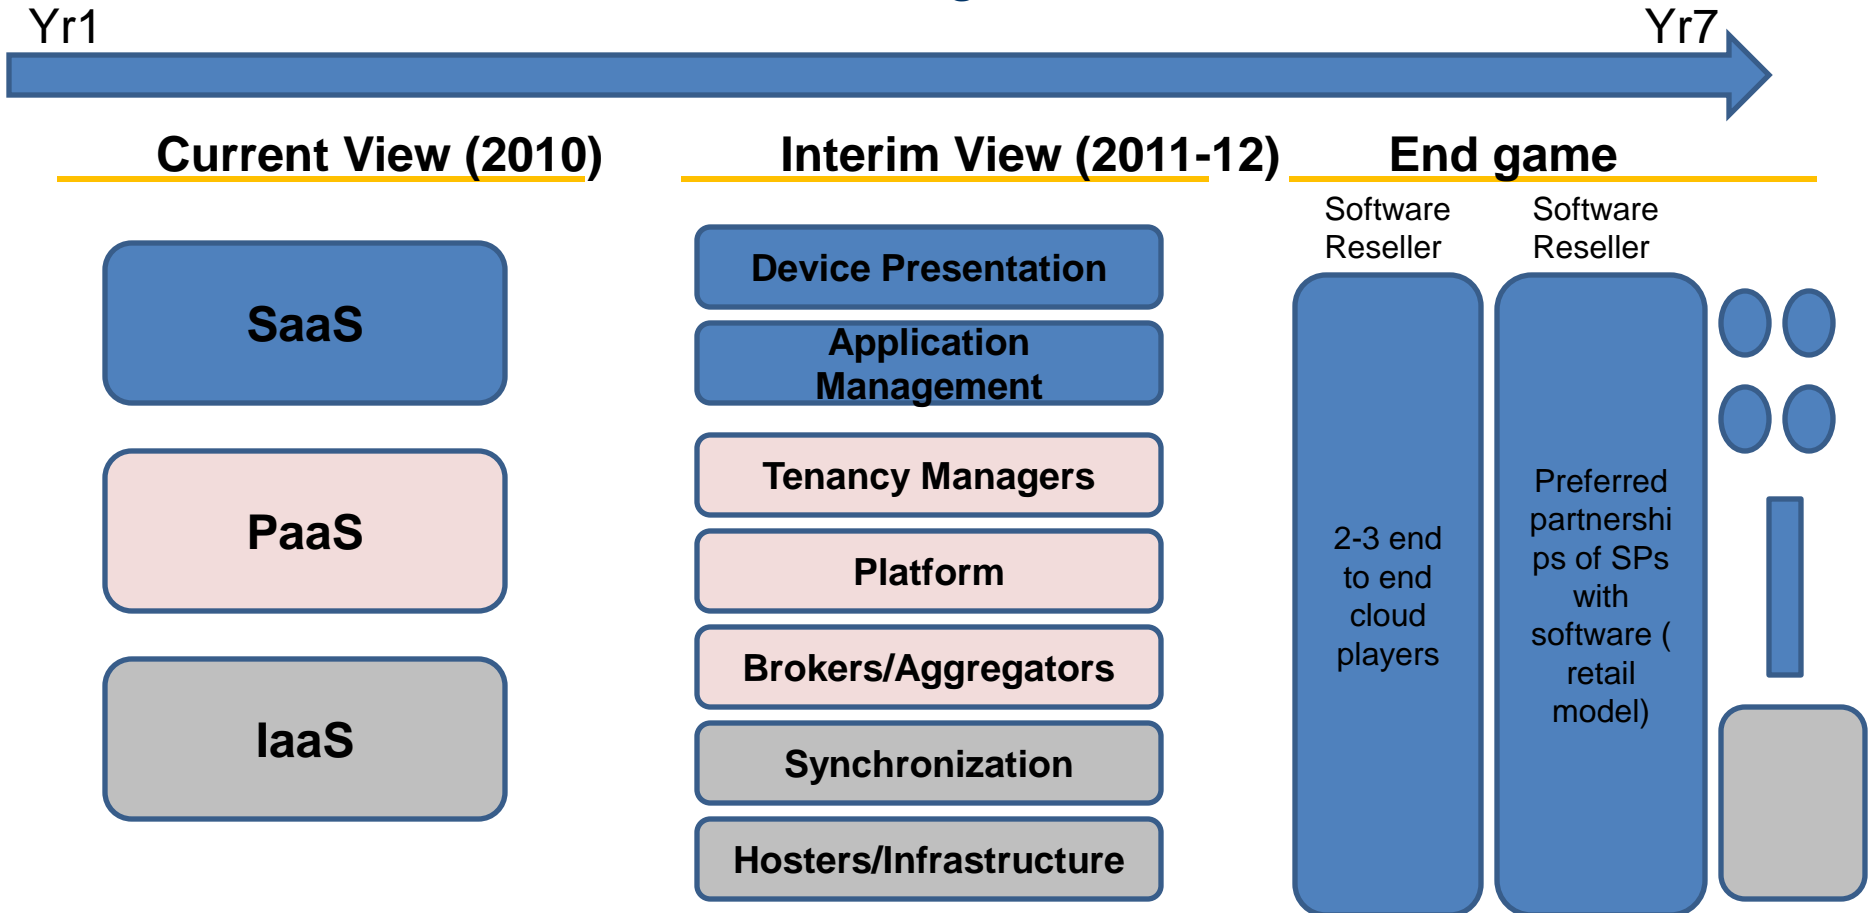 Yr1
Yr7
Current View (2010)
Interim View (2011-12)
End game
Software
Reseller
Software
Reseller
SaaS
PaaS
IaaS
Device Presentation
Application
Management
Tenancy Managers
Platform
Brokers/Aggregators
Synchronization
Hosters/Infrastructure
2-3 end
to end
cloud
players
Preferred
partnershi
ps of SPs
with
software (
retail
model)